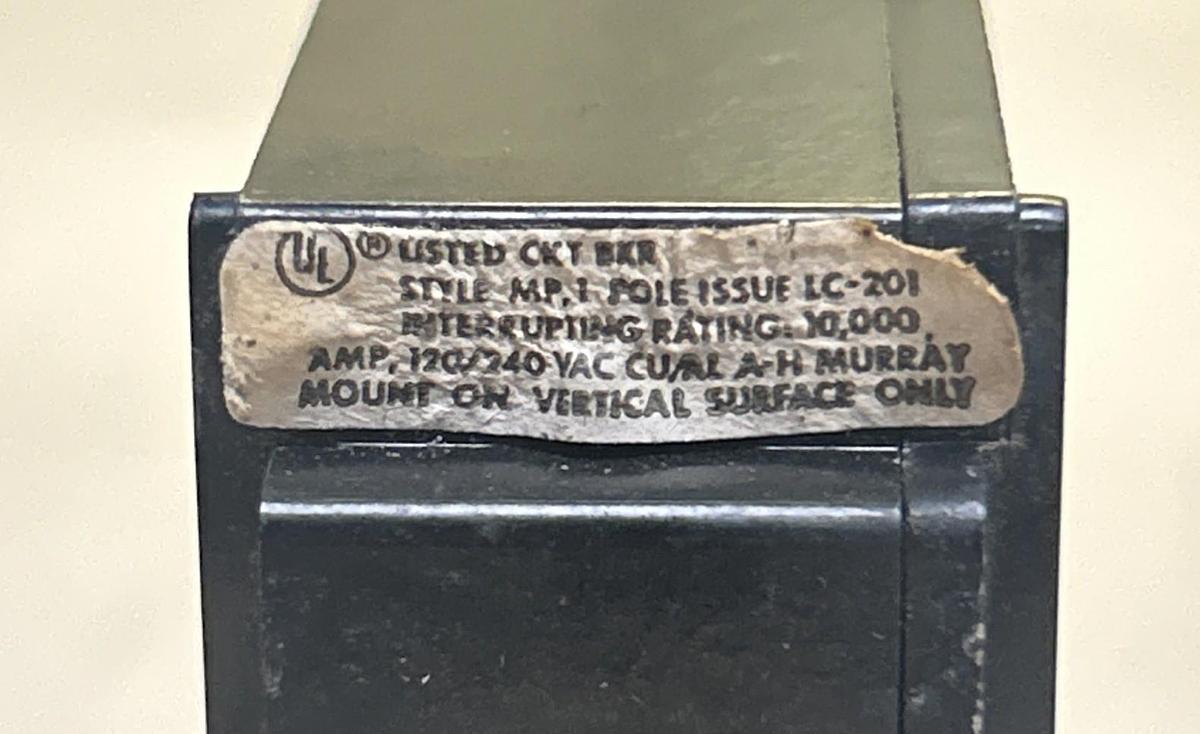 UL ® LISTED CKT BKR
STYLE MP, 1 POLE ISSUE LC-201
INTERRUPTING RATING: 10,000
AMP, 120/240 VAC CU/AL A-H MURRAY
MOUNT ON VERTICAL SURFACE ONLY